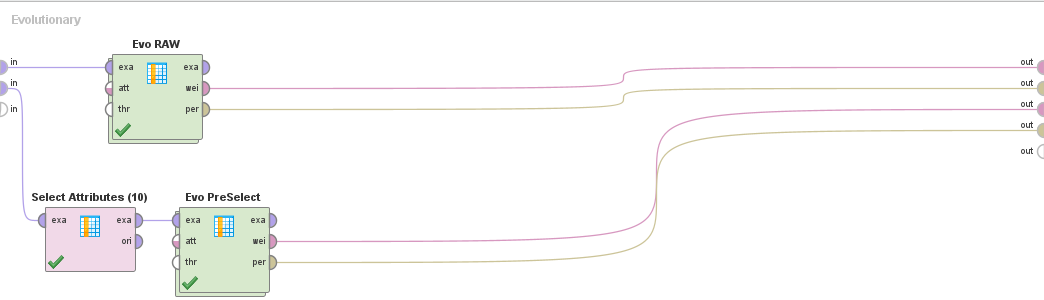 Evolutionary
Evo RAW
in
exa exa
out
in
att wei
out
in
thr per
out
out
out
Select Attributes (10)
Evo PreSelect
exa exa
exa exa
ori
att wei
thr per